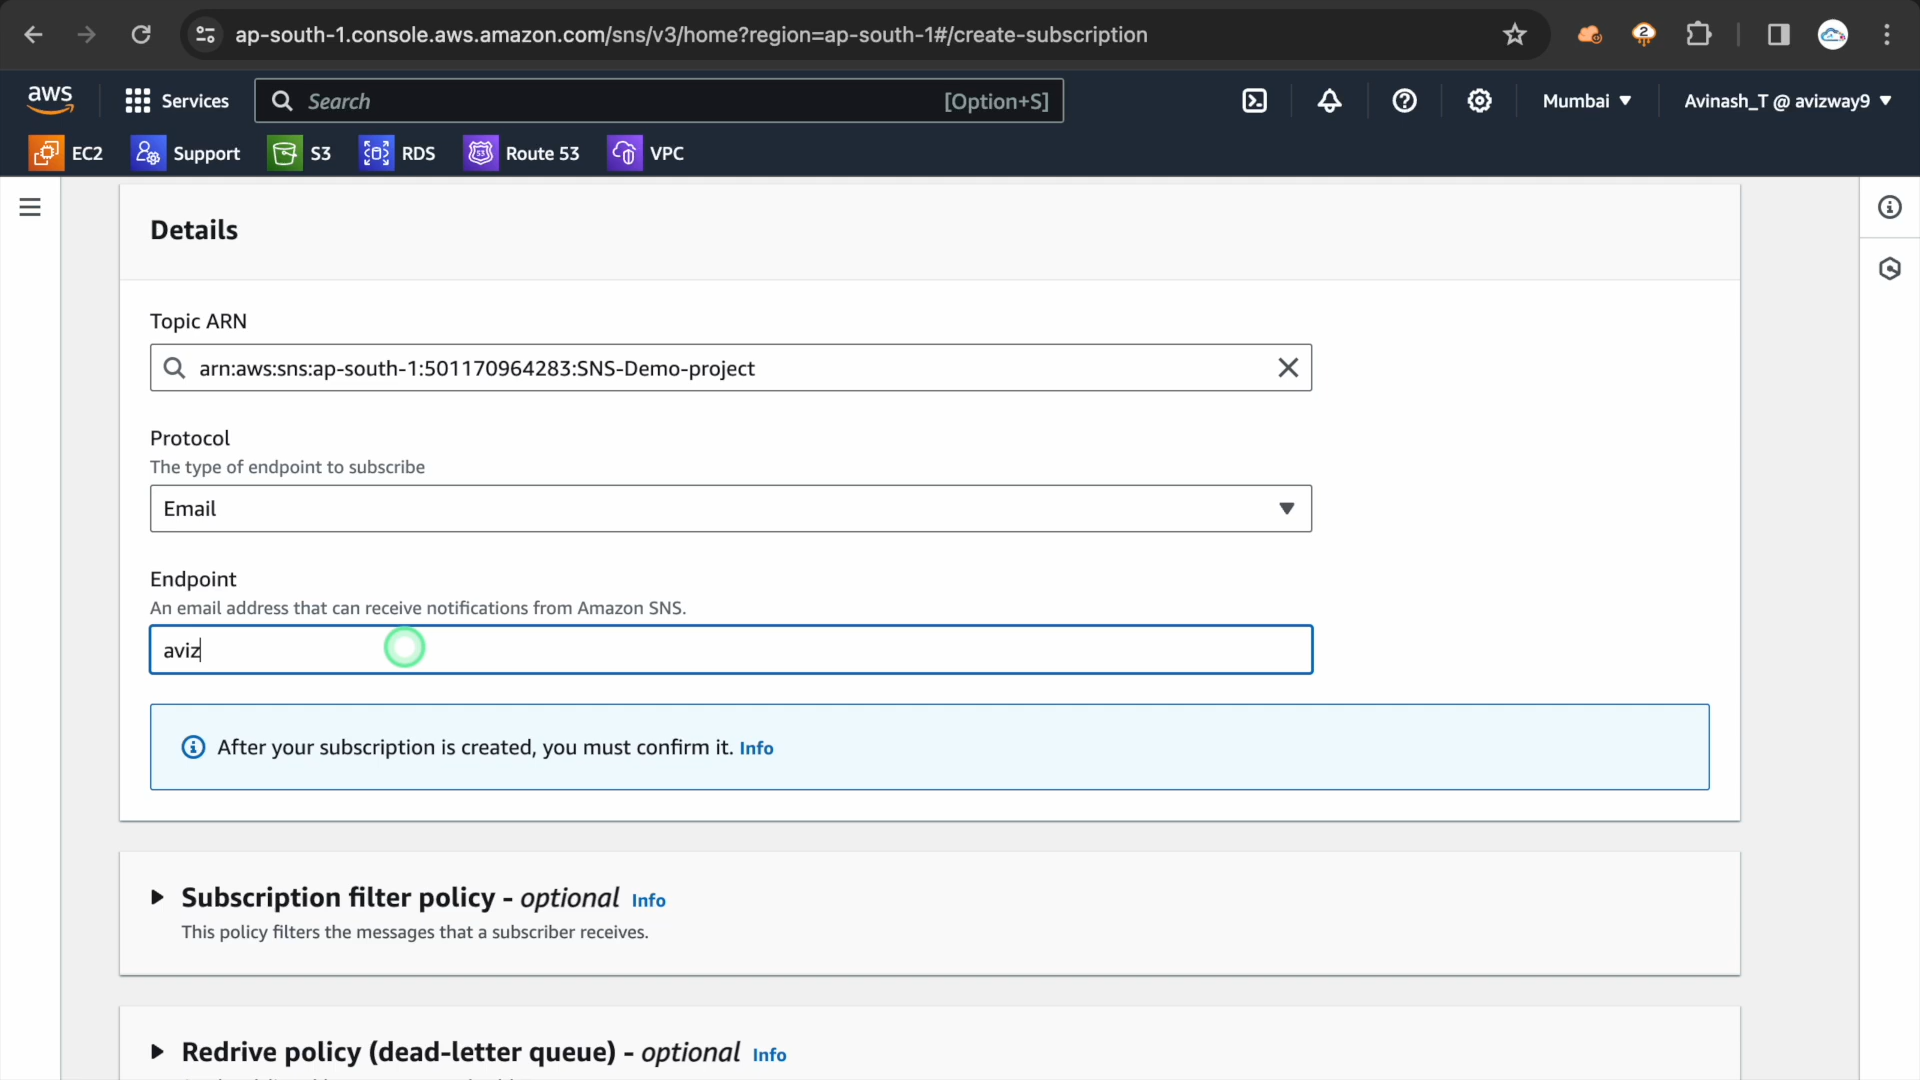 ap-south-1.console.aws.amazon.com/sns/v3/home?region=ap-south-1#/create-subscription
2
aws
Services
Search
[Option+S]
Mumbai
Avinash_T @ avizway9
EC2
Support
S3
RDS
53
Route 53
VPC
Details
Topic ARN
arn:aws:sns:ap-south-1:501170964283:SNS-Demo-project
Protocol
The type of endpoint to subscribe
Email
Endpoint
An email address that can receive notifications from Amazon SNS.
aviz
After your subscription is created, you must confirm it. Info
Subscription filter policy - optional Info
This policy filters the messages that a subscriber receives.
Redrive policy (dead-letter queue) - optional Info